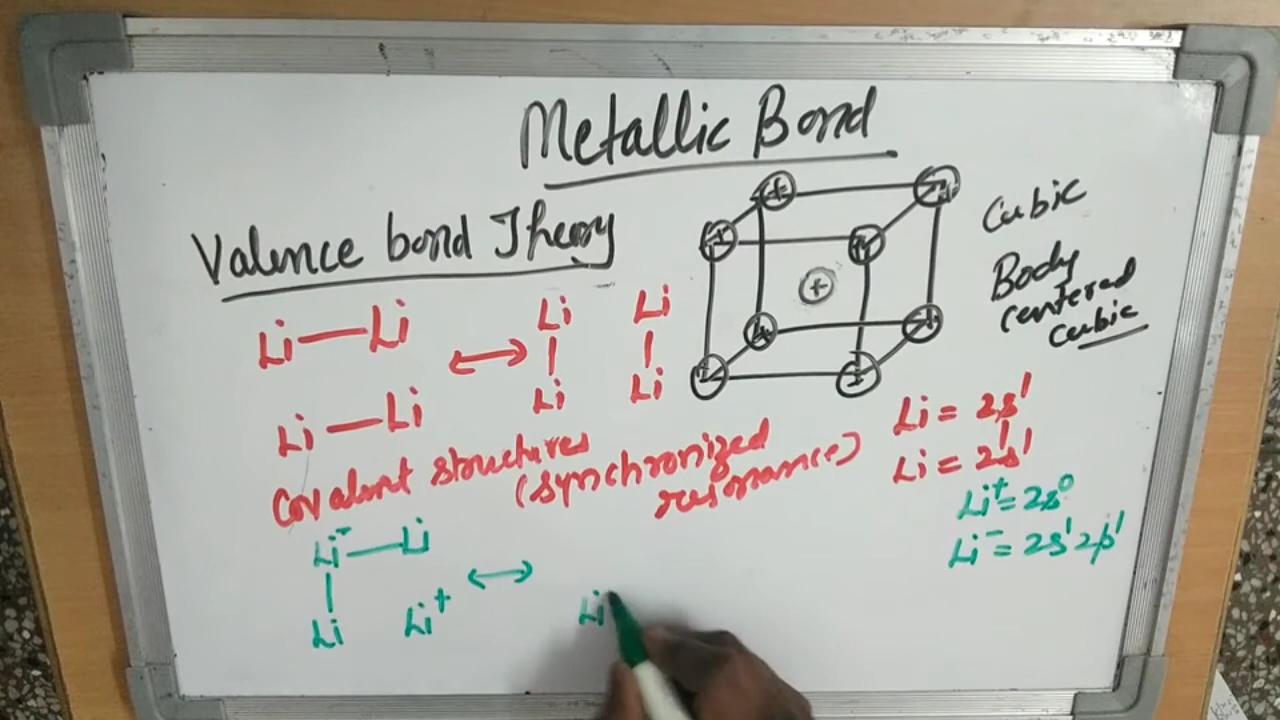 Metallic Bond
Valence bond Theory
Cubic
Body
centered
cubic
Li—Li ⟷ Li Li
| |
Li Li
Li—Li
Covalent structures
(synchronized
resonance)
Li = 2s¹
Li = 2s¹
Li⁺ = 2s⁰
Li⁻ = 2s¹2p¹
Li⁻—Li
|
Li Li⁺ ⟷ Li